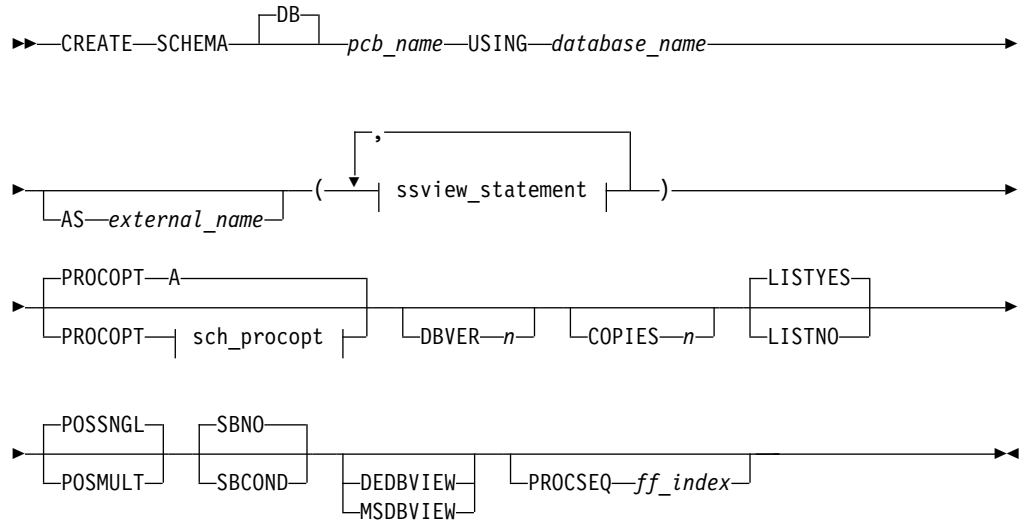 DB
CREATE SCHEMA pcb_name USING database_name
,
( ssview_statement )
AS external_name
PROCOPT A LISTYES
PROCOPT sch_procopt DBVER n COPIES n LISTNO
POSSNGL SBNO
POSMULT SBCOND DEDBVIEW PROCSEQ ff_index
MSDBVIEW